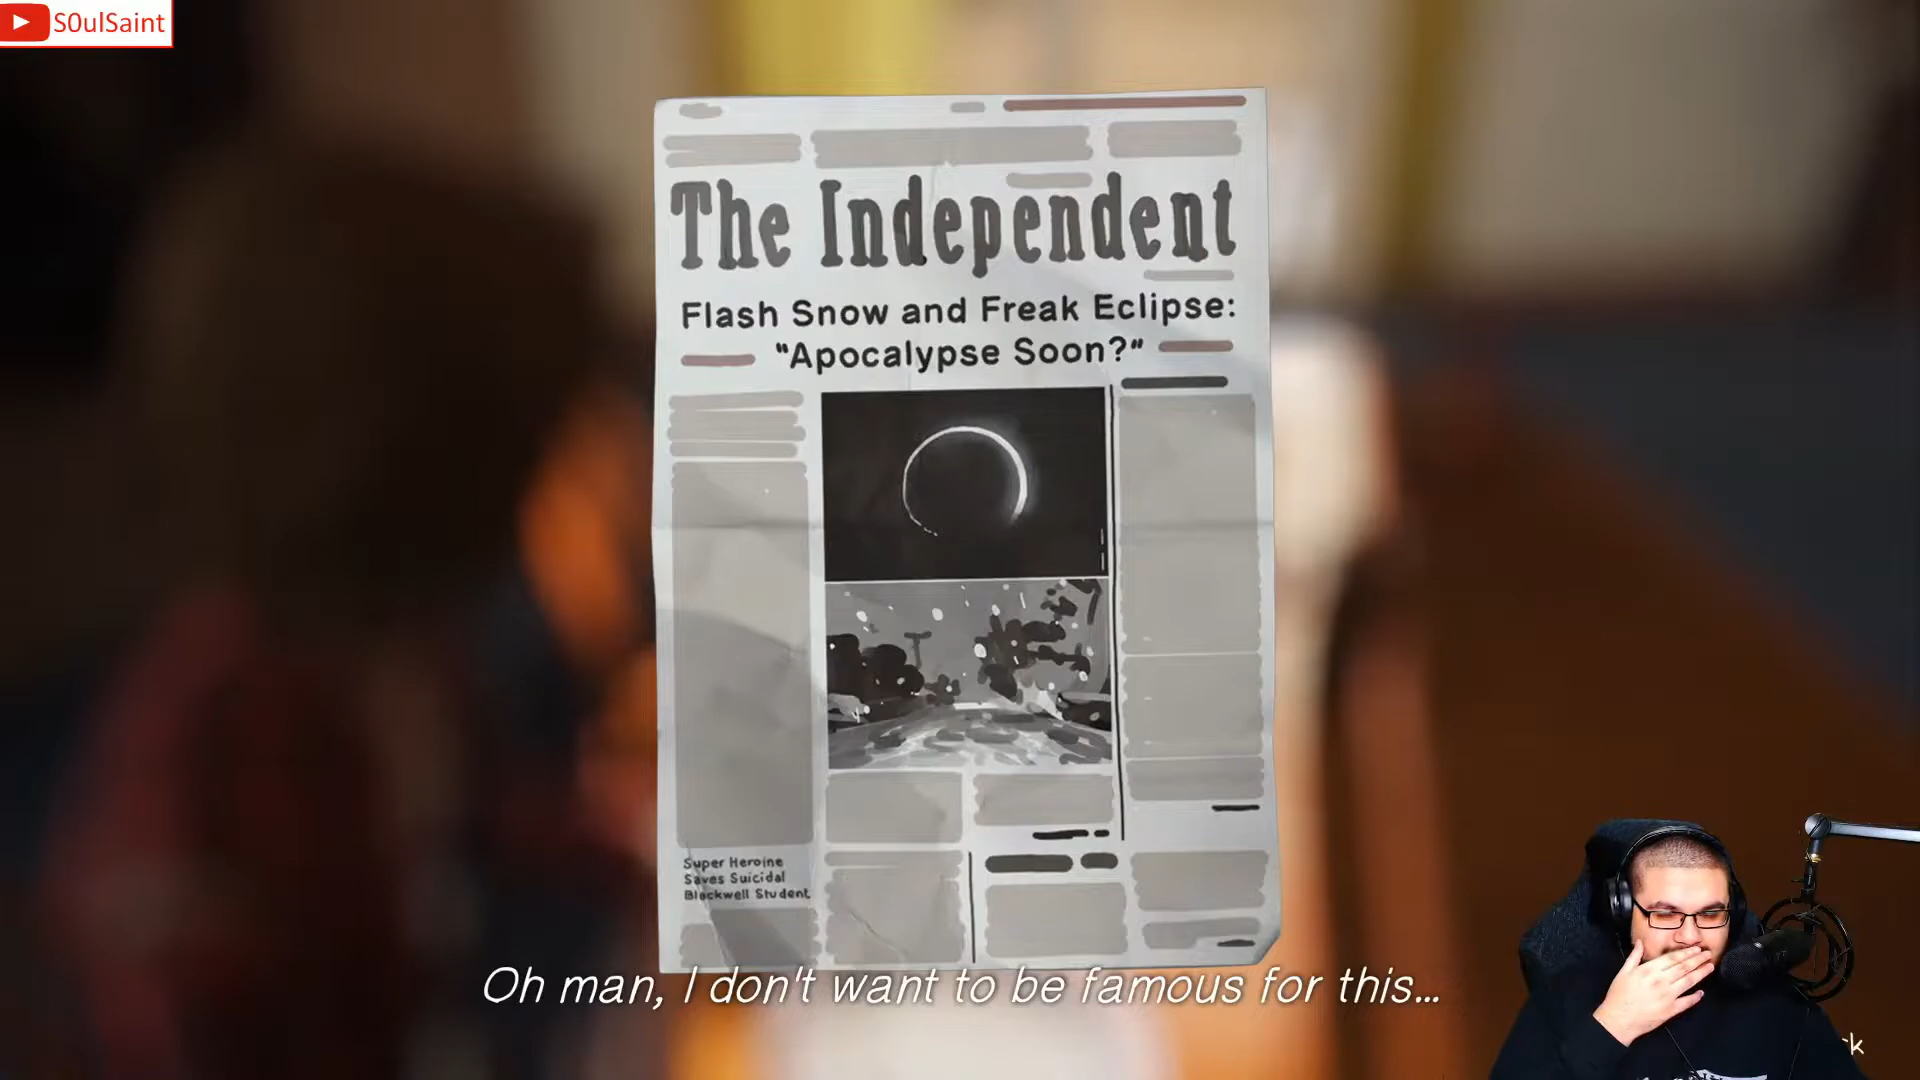 S0ulSaint
The Independent
Flash Snow and Freak Eclipse:
"Apocalypse Soon?"
Super Heroine
Saves Suicidal
Blackwell Student
Oh man, I don't want to be famous for this...